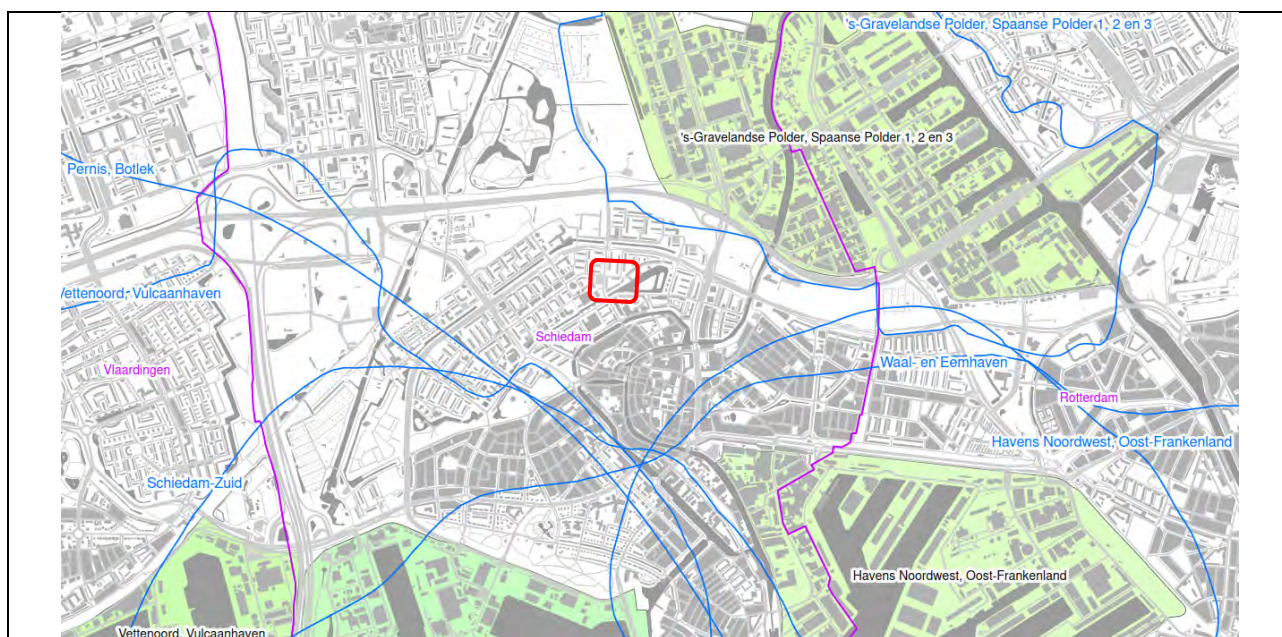 's-Gravelandse Polder, Spaanse Polder 1, 2 en 3
's-Gravelandse Polder, Spaanse Polder 1, 2 en 3
Pernis, Botlek
Vettenoord, Vulcaanhaven
Schiedam
Vlaardingen
Waal- en Eemhaven
Rotterdam
Havens Noordwest, Oost-Frankenland
Schiedam-Zuid
Havens Noordwest, Oost-Frankenland
Vettenoord, Vulcaanhaven